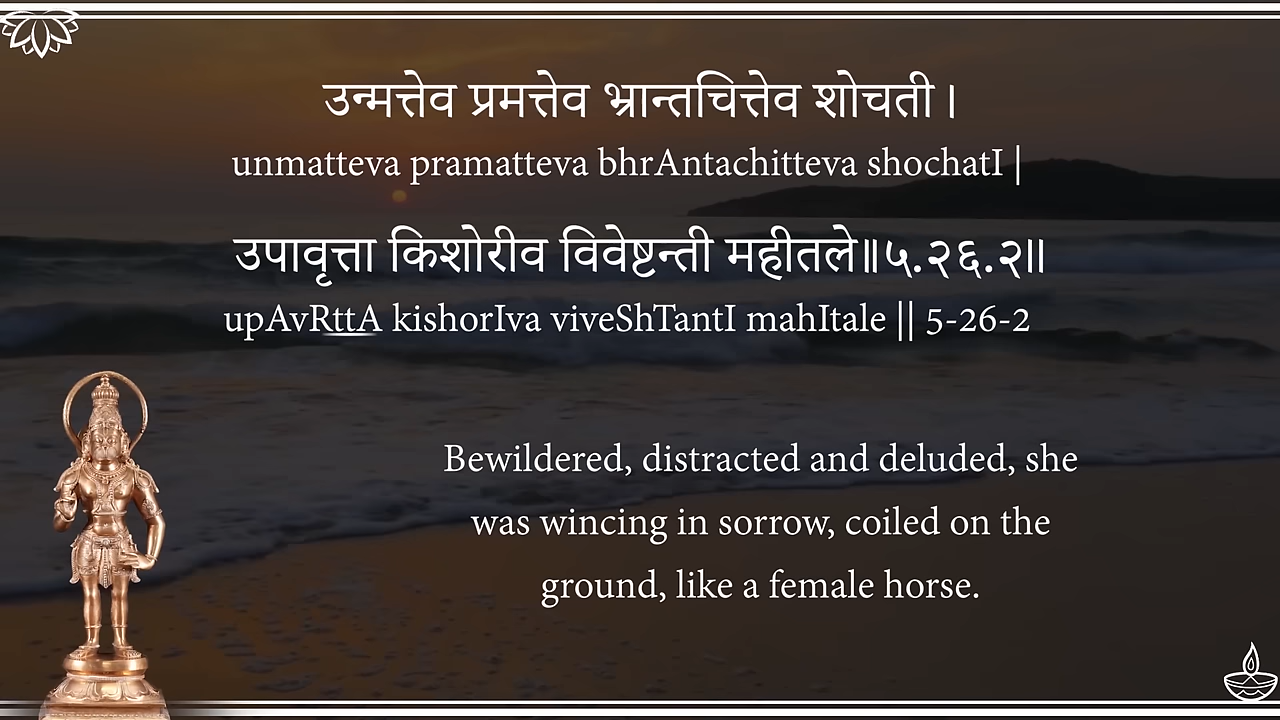 उन्मत्तेव प्रमत्तेव भ्रान्तचित्तेव शोचती।
unmatteva pramatteva bhrAntachitteva shochatI |
उपावृत्ता किशोरीव विवेष्टन्ती महीतले॥५.२६.२॥
upAvRttA kishorIva viveShTantI mahItale || 5-26-2
Bewildered, distracted and deluded, she
was wincing in sorrow, coiled on the
ground, like a female horse.